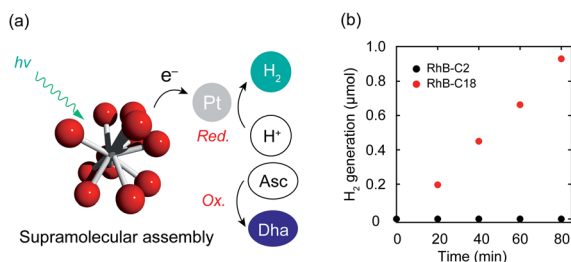 (a)
hν
e⁻
Pt
H₂
Red.
H⁺
Asc
Ox.
Dha
Supramolecular assembly
(b)
RhB-C2
RhB-C18
H₂ generation (μmol)
1.0
0.8
0.6
0.4
0.2
0
0 20 40 60 80
Time (min)